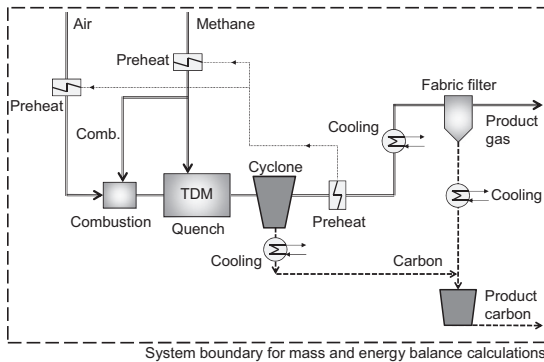 Air
Methane
Preheat
Preheat
Fabric filter
Product
gas
Cooling
Comb.
Cyclone
TDM
Cooling
Combustion
Quench
Preheat
Cooling
Carbon
Product
carbon
System boundary for mass and energy balance calculations